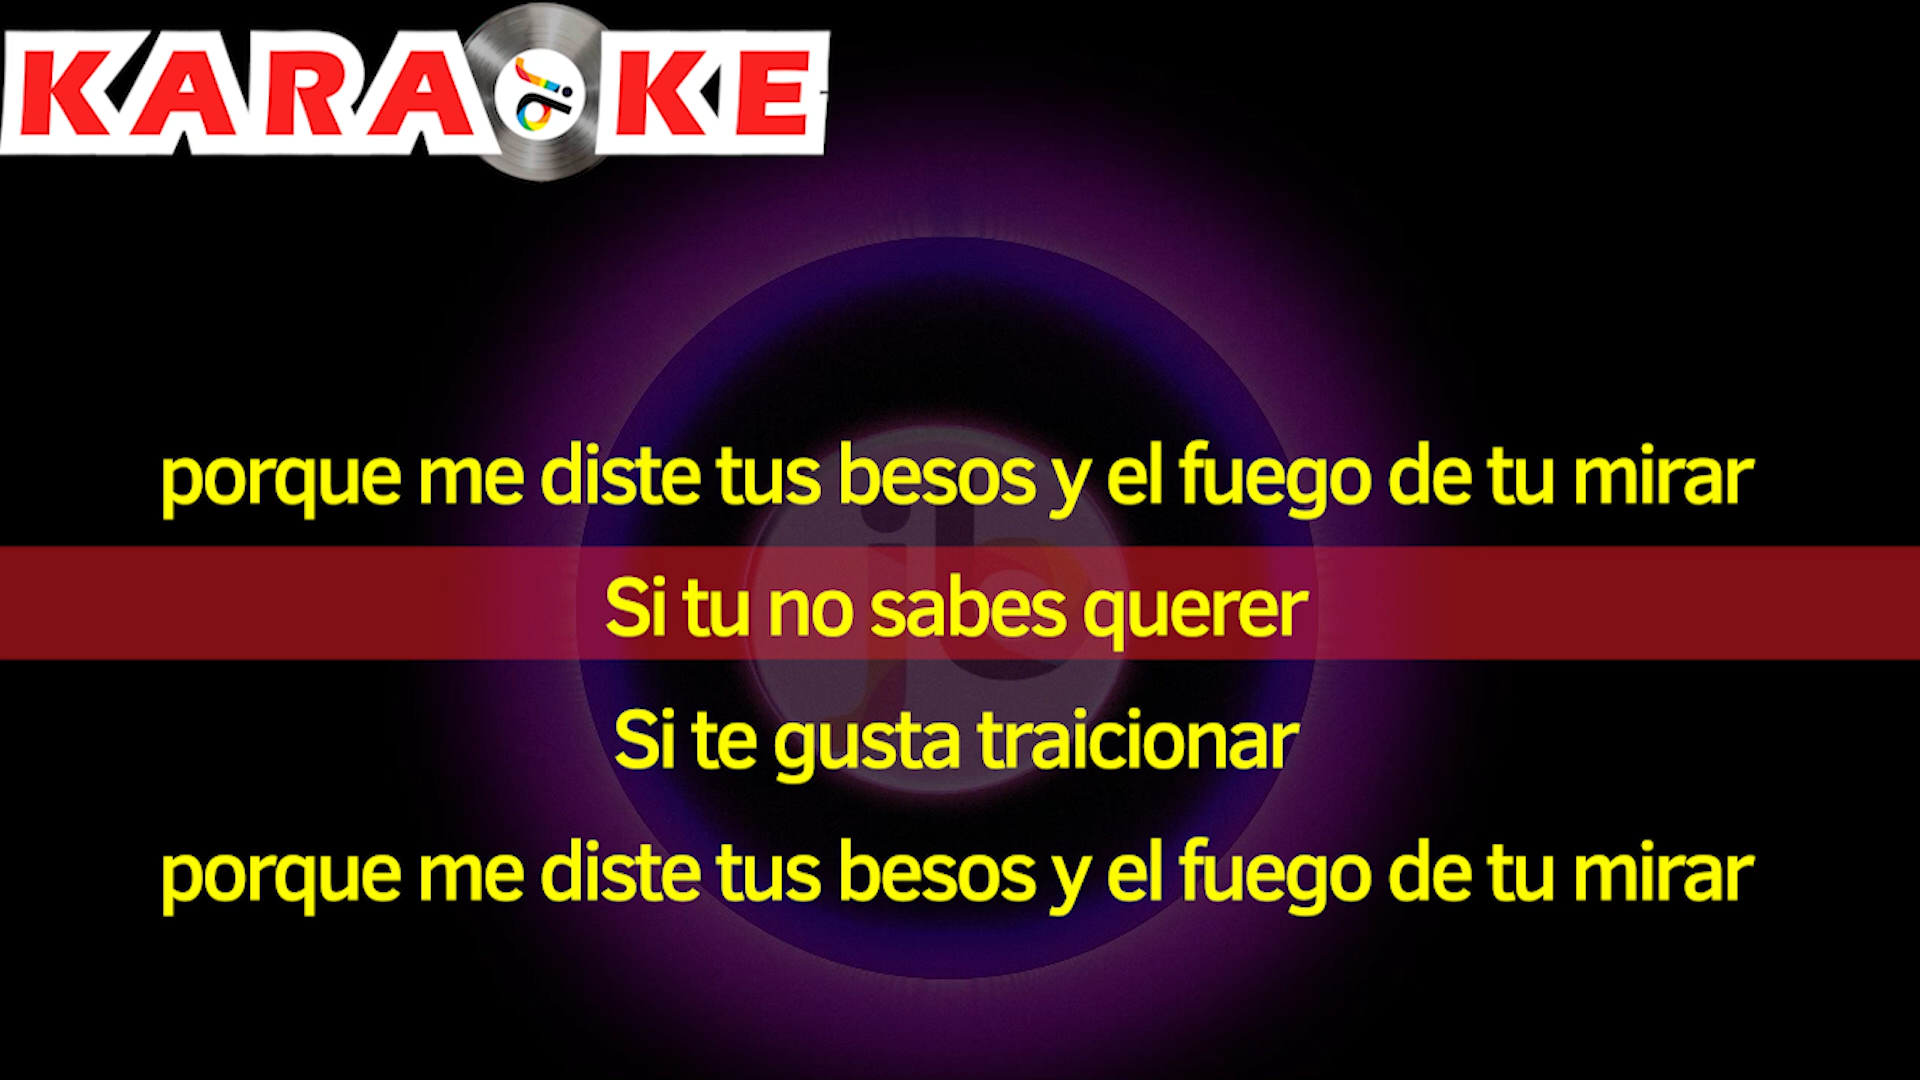 KARAOKE
porque me diste tus besos y el fuego de tu mirar
Si tu no sabes querer
Si te gusta traicionar
porque me diste tus besos y el fuego de tu mirar
jb